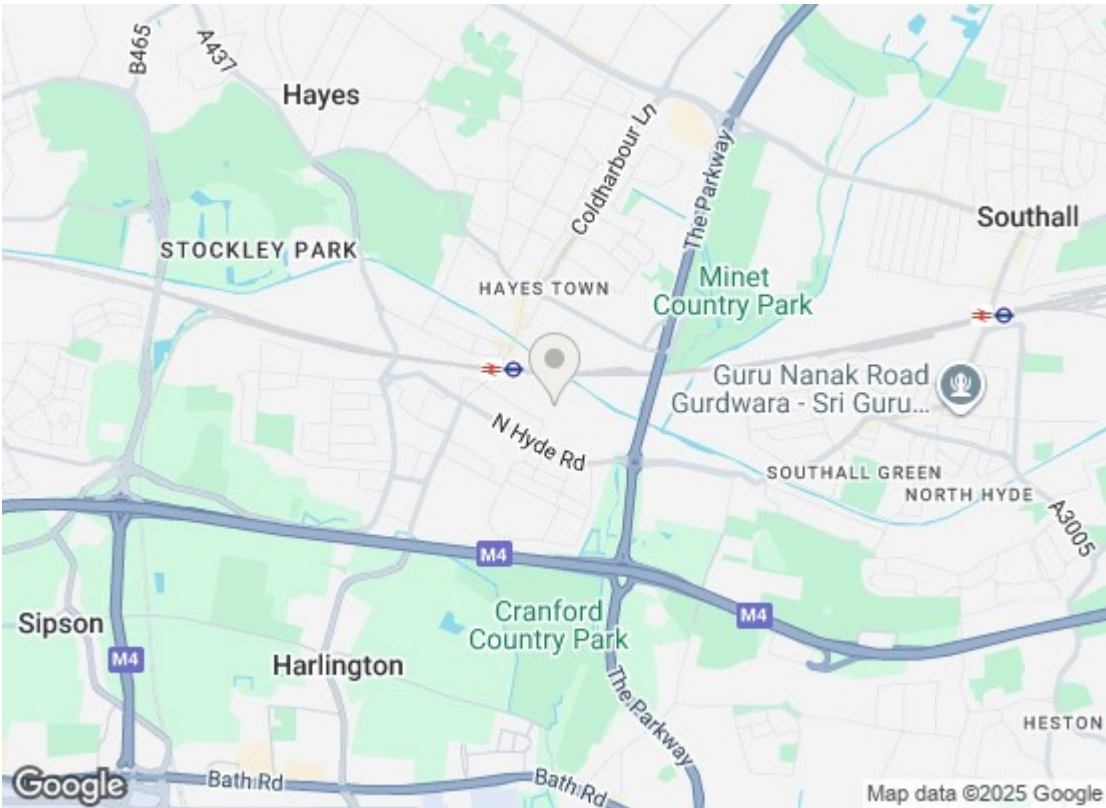 B465
A437
Hayes
Coldharbour Ln
The Parkway
Southall
STOCKLEY PARK
HAYES TOWN
Minet
Country Park
Guru Nanak Road
Gurdwara - Sri Guru...
N Hyde Rd
SOUTHALL GREEN
NORTH HYDE
A3005
M4
Cranford
Country Park
M4
Sipson
M4
Harlington
The Parkway
HESTON
Bath Rd
Bath Rd
Google
Map data ©2025 Google